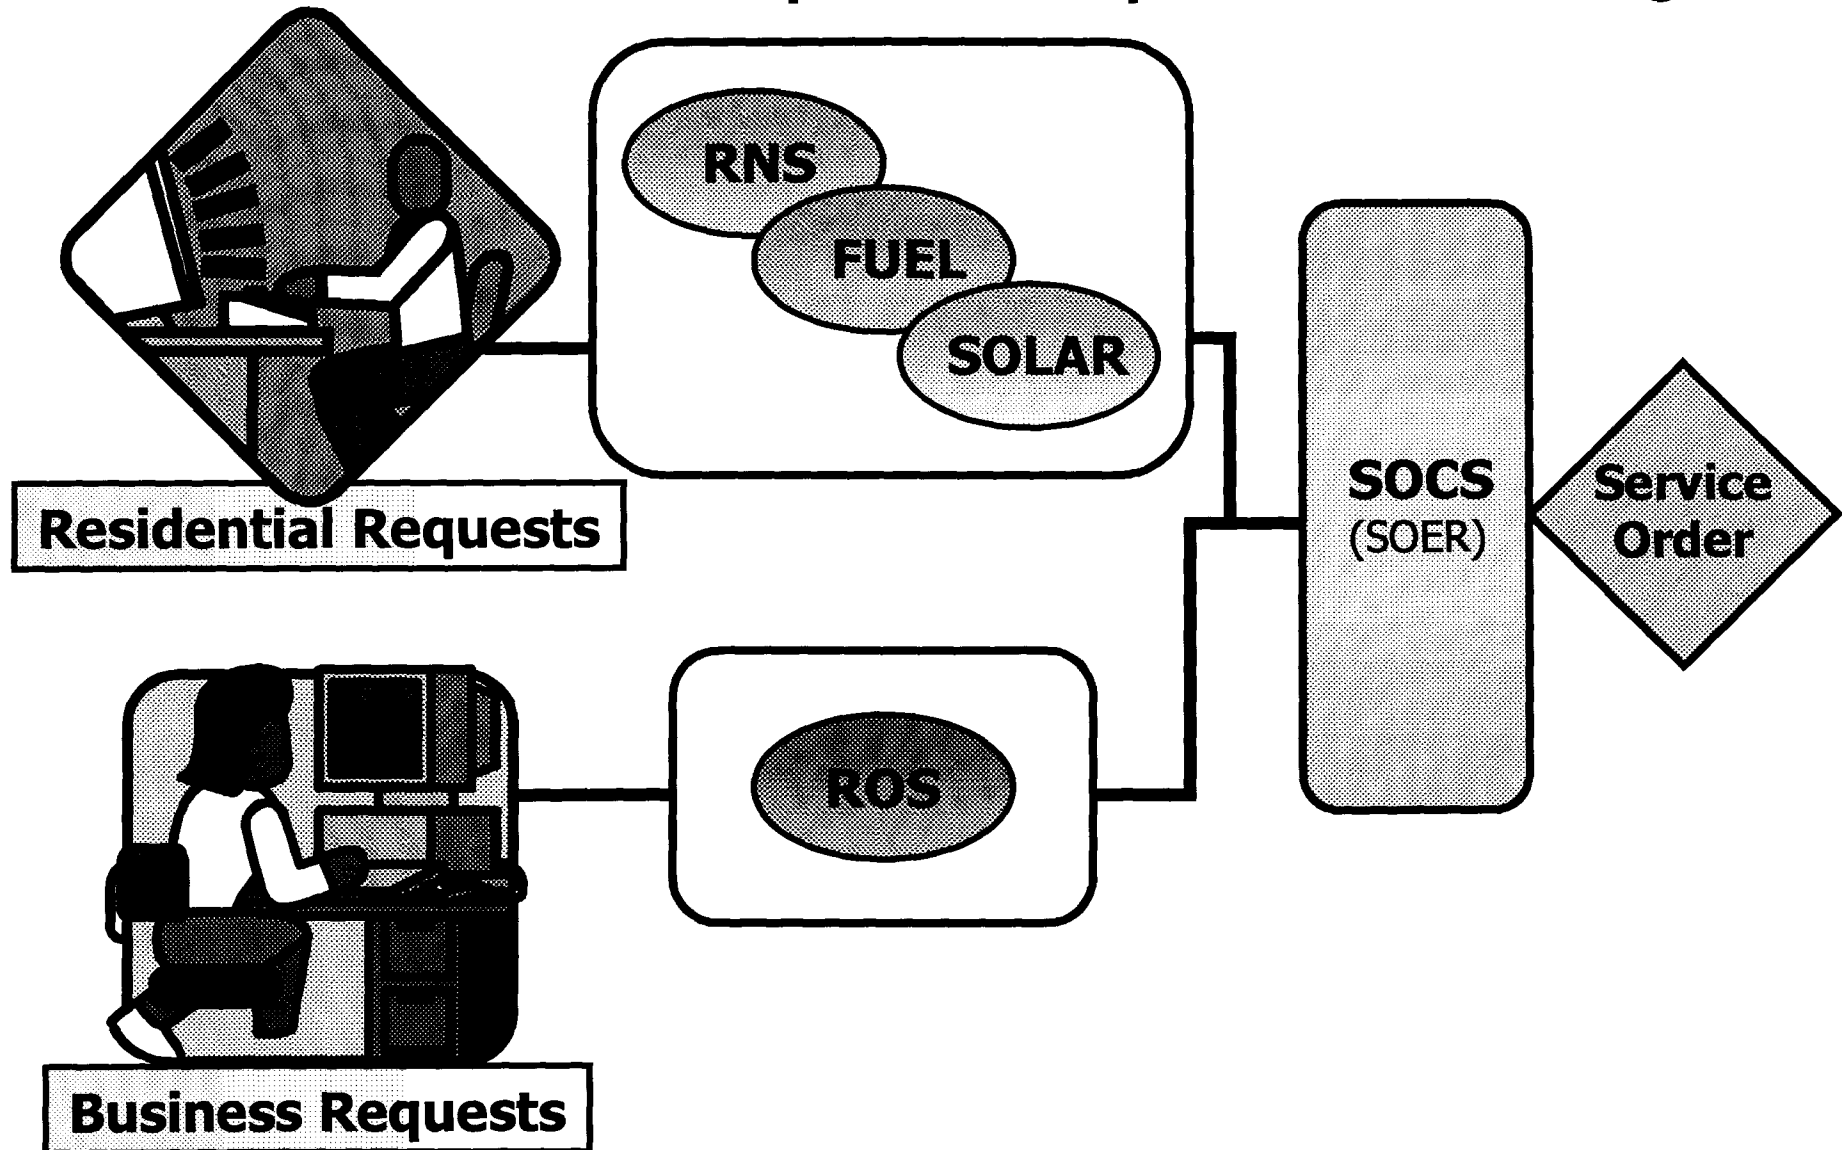 RNS
FUEL
SOLAR
Residential Requests
SOCS
(SOER)
Service
Order
ROS
Business Requests